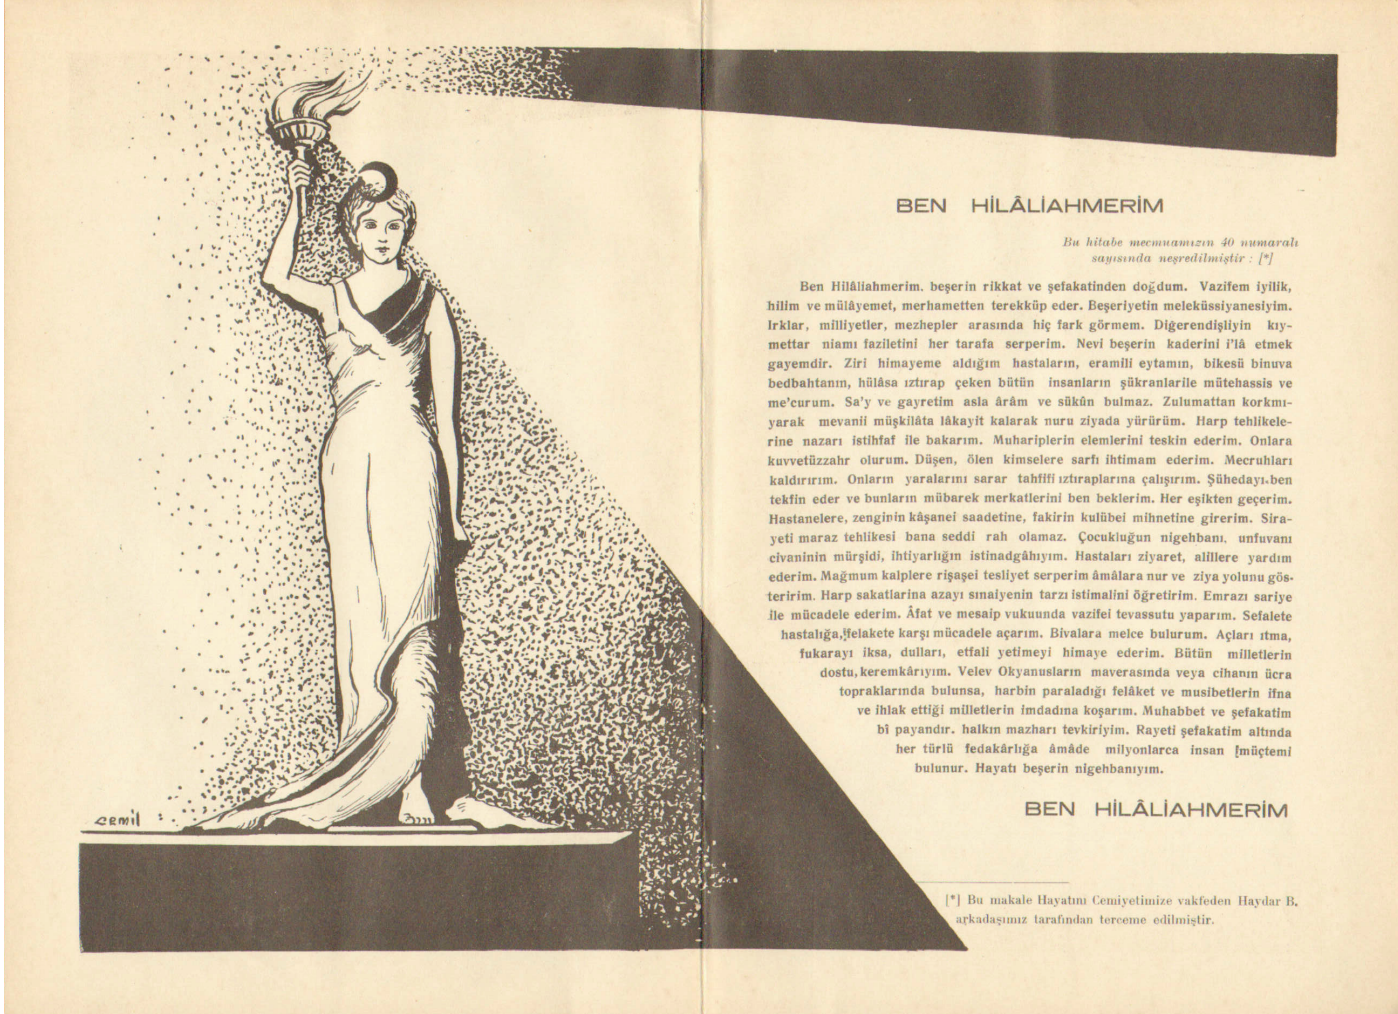 BEN HİLÂLİAHMERİM
Bu hitabe mecmuamızın 40 numaralı
sayısında neşredilmiştir : [*]
Ben Hilâliahmerim. beşerin rikkat ve şefakatinden doğdum. Vazifem iyilik,
hilim ve mülâyemet, merhametten terekküp eder. Beşeriyetin meleküssiyanesiyim.
Irklar, milliyetler, mezhepler arasında hiç fark görmem. Diğerendişliyin kıy-
mettar niamı faziletini her tarafa serperim. Nevi beşerin kaderini i'lâ etmek
gayemdir. Ziri himayeme aldığım hastaların, eramili eytamın, bikesü binuva
bedbahtanın, hülâsa ıztırap çeken bütün insanların şükranlarile mütehassis ve
me'curum. Sa'y ve gayretim asla ârâm ve sükûn bulmaz. Zulumattan korkmı-
yarak mevanii müşkilâta lâkayit kalarak nuru ziyada yürürüm. Harp tehlikele-
rine nazarı istihfaf ile bakarım. Muhariplerin elemlerini teskin ederim. Onlara
kuvvetüzzahr olurum. Düşen, ölen kimselere sarfı ihtimam ederim. Mecruhları
kaldırırım. Onların yaralarını sarar tahfifi ıztıraplarına çalışırım. Şühedayı ben
tekfin eder ve bunların mübarek merkatlerini ben beklerim. Her eşikten geçerim.
Hastanelere, zenginin kâşanei saadetine, fakirin kulübei mihnetine girerim. Sira-
yeti maraz tehlikesi bana seddi rah olamaz. Çocukluğun nigehbanı, unfuvanı
civaninin mürşidi, ihtiyarlığın istinadgâhıyım. Hastaları ziyaret, alillere yardım
ederim. Mağmum kalplere rişaşei tesliyet serperim âmâlara nur ve ziya yolunu gös-
teririm. Harp sakatlarina azayı sınaiyenin tarzı istimalini öğretirim. Emrazı sariye
ile mücadele ederim. Âfat ve mesaip vukuunda vazifei tevassutu yaparım. Sefalete
hastalığa, felakete karşı mücadele açarım. Bivalara melce bulurum. Açları ıtma,
fukarayı iksa, dulları, etfali yetimeyi himaye ederim. Bütün milletlerin
dostu, keremkârıyım. Velev Okyanusların maverasında veya cihanın ücra
topraklarında bulunsa, harbin paraladığı felâket ve musibetlerin ifna
ve ihlak ettiği milletlerin imdadına koşarım. Muhabbet ve şefakatim
bî payandır. halkın mazharı tevkiriyim. Rayeti şefakatim altında
her türlü fedakârlığa âmâde milyonlarca insan müçtemi
bulunur. Hayatı beşerin nigehbanıyım.
BEN HİLÂLİAHMERİM
[*] Bu makale Hayatını Cemiyetimize vakfeden Haydar B.
arkadaşımız tarafından terceme edilmiştir.
cemil